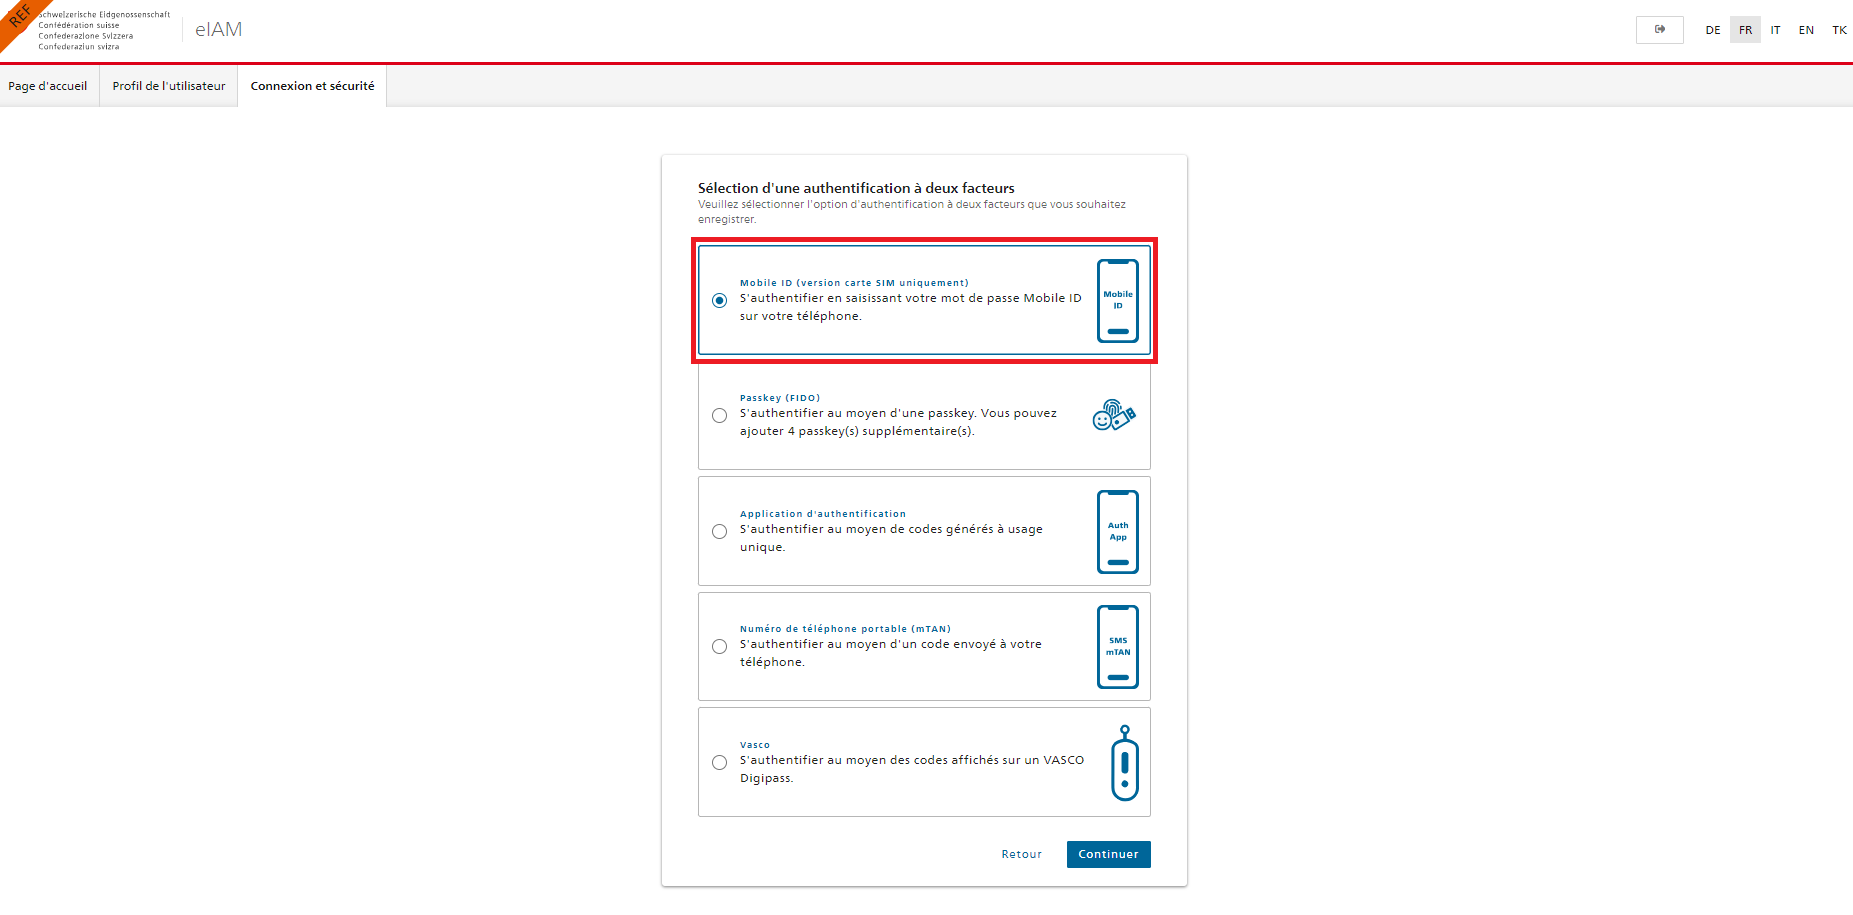 REF
Schweizerische Eidgenossenschaft
Confédération suisse
Confederazione Svizzera
Confederaziun svizra
eIAM
DE FR IT EN TK
Page d'accueil Profil de l'utilisateur Connexion et sécurité
Sélection d'une authentification à deux facteurs
Veuillez sélectionner l'option d'authentification à deux facteurs que vous souhaitez
enregistrer.
Mobile ID (version carte SIM uniquement)
S'authentifier en saisissant votre mot de passe Mobile ID
sur votre téléphone.
Mobile
ID
Passkey (FIDO)
S'authentifier au moyen d'une passkey. Vous pouvez
ajouter 4 passkey(s) supplémentaire(s).
Application d'authentification
S'authentifier au moyen de codes générés à usage
unique.
Auth
App
Numéro de téléphone portable (mTAN)
S'authentifier au moyen d'un code envoyé à votre
téléphone.
SMS
mTAN
Vasco
S'authentifier au moyen des codes affichés sur un VASCO
Digipass.
Retour Continuer